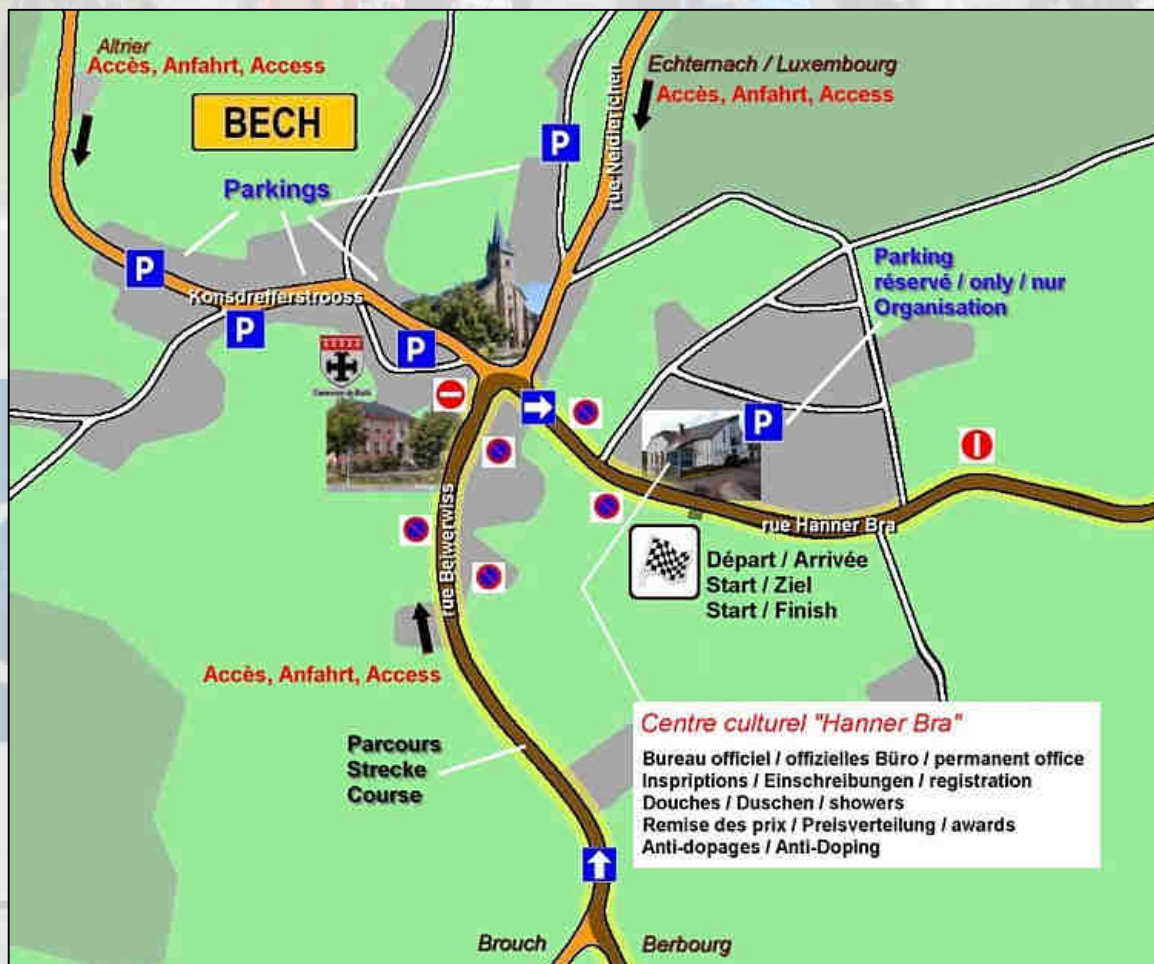 Altrier
Accès, Anfahrt, Access
Echternach / Luxembourg
Accès, Anfahrt, Access
BECH
P
Parkings
rue Neidlerichen
P
Konsdrefferstrooss
P
P
Parking
réservé / only / nur
Organisation
P
rue Hanner Bra
rue Beiwerwiss
Départ / Arrivée
Start / Ziel
Start / Finish
Accès, Anfahrt, Access
Parcours
Strecke
Course
Centre culturel "Hanner Bra"
Bureau officiel / offizielles Büro / permanent office
Inspriptions / Einschreibungen / registration
Douches / Duschen / showers
Remise des prix / Preisverteilung / awards
Anti-dopages / Anti-Doping
Brouch
Berbourg